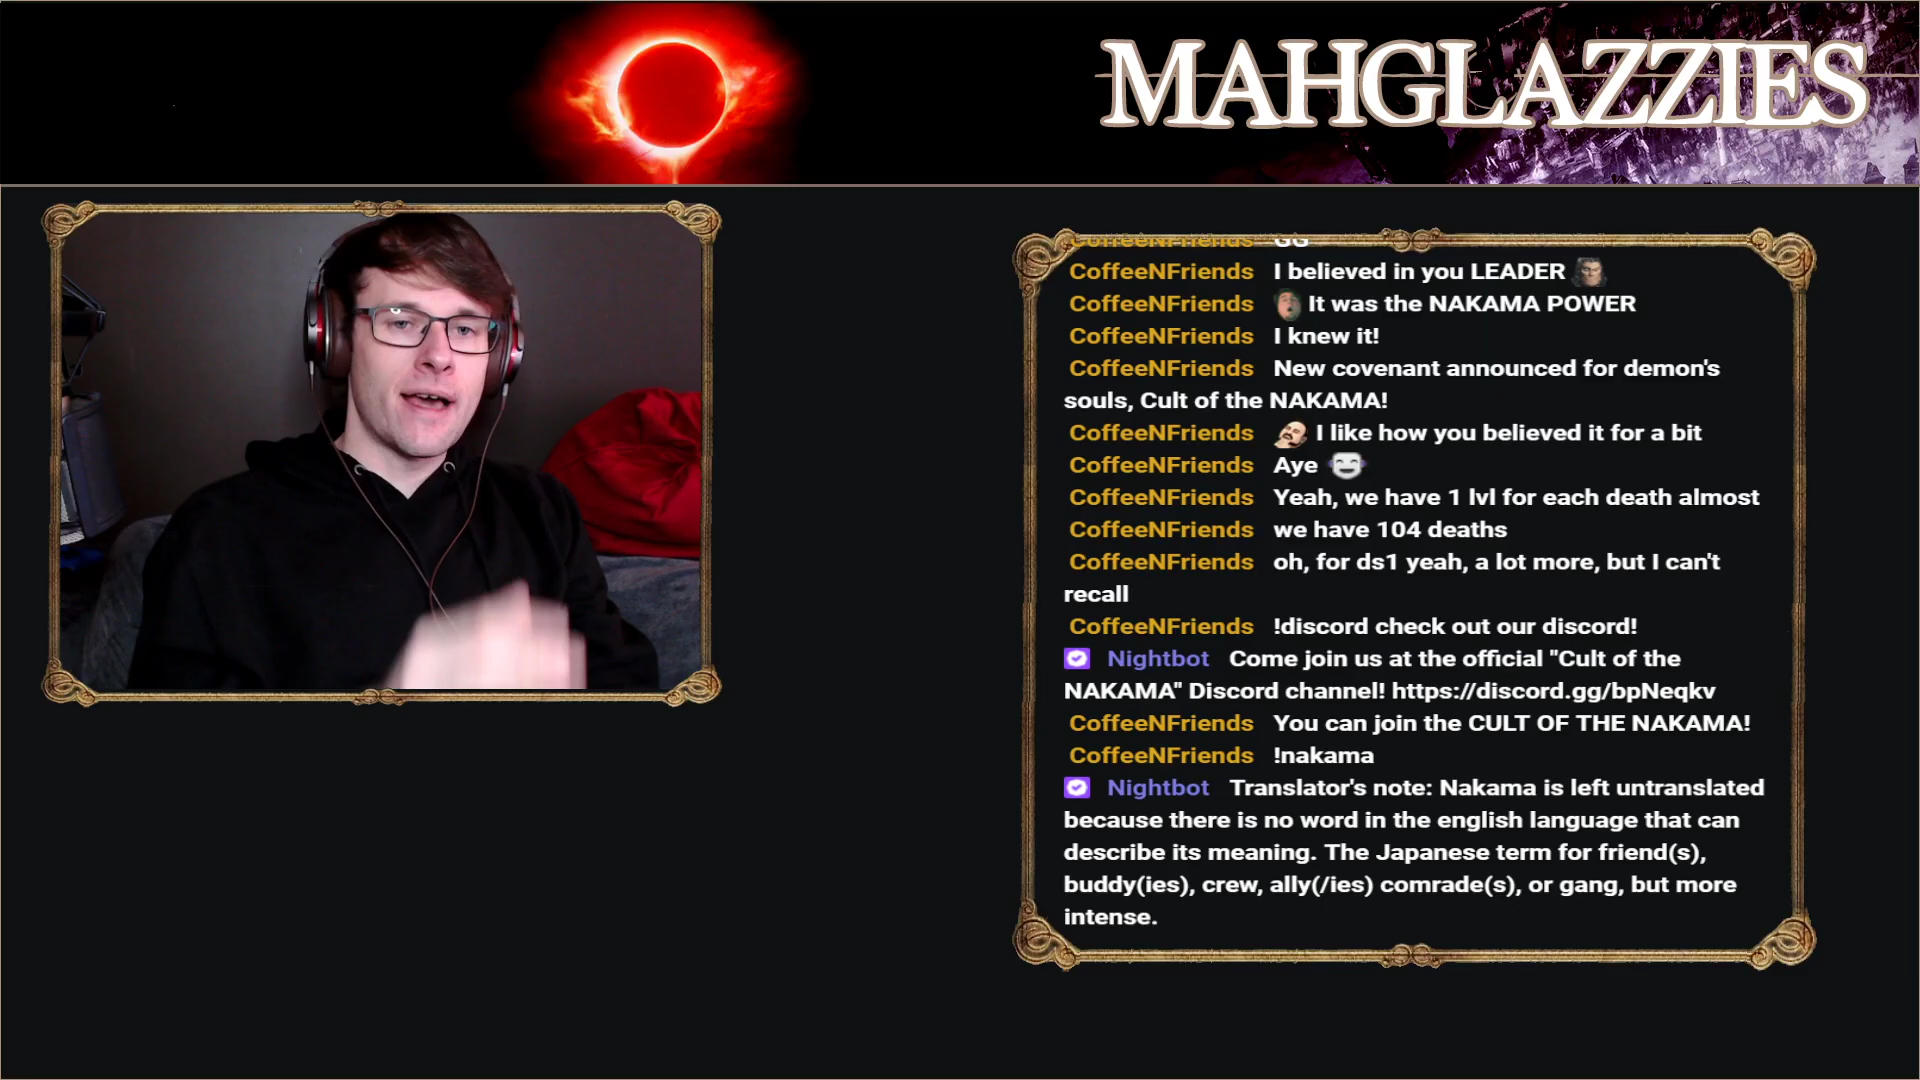 MAHGLAZZIES
CoffeeNFriends GG
CoffeeNFriends I believed in you LEADER
CoffeeNFriends It was the NAKAMA POWER
CoffeeNFriends I knew it!
CoffeeNFriends New covenant announced for demon's
souls, Cult of the NAKAMA!
CoffeeNFriends I like how you believed it for a bit
CoffeeNFriends Aye
CoffeeNFriends Yeah, we have 1 lvl for each death almost
CoffeeNFriends we have 104 deaths
CoffeeNFriends oh, for ds1 yeah, a lot more, but I can't
recall
CoffeeNFriends !discord check out our discord!
Nightbot Come join us at the official "Cult of the
NAKAMA" Discord channel! https://discord.gg/bpNeqkv
CoffeeNFriends You can join the CULT OF THE NAKAMA!
CoffeeNFriends !nakama
Nightbot Translator's note: Nakama is left untranslated
because there is no word in the english language that can
describe its meaning. The Japanese term for friend(s),
buddy(ies), crew, ally(/ies) comrade(s), or gang, but more
intense.